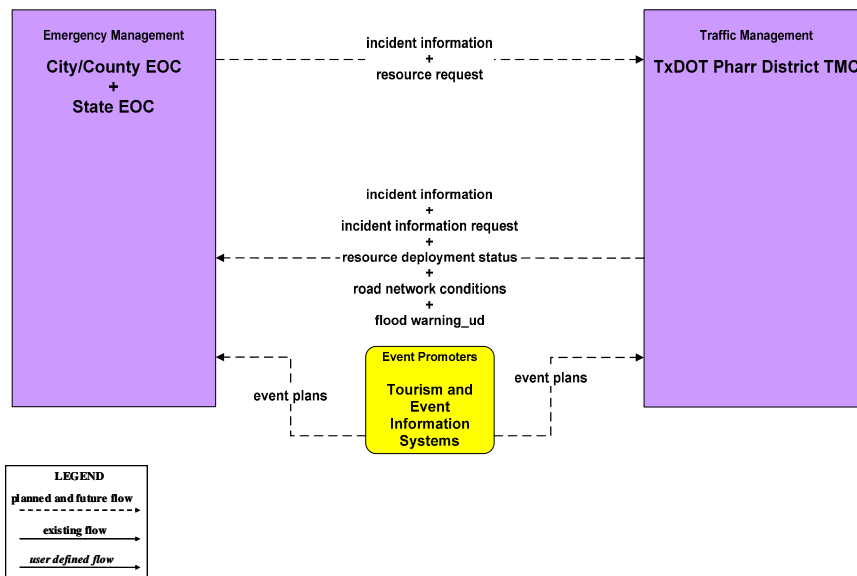 Emergency Management
City/County EOC
+
State EOC
incident information
+
resource request
Traffic Management
TxDOT Pharr District TMC
incident information
+
incident information request
+
resource deployment status
+
road network conditions
+
flood warning_ud
event plans
Event Promoters
Tourism and
Event
Information
Systems
event plans
LEGEND
planned and future flow
existing flow
user defined flow